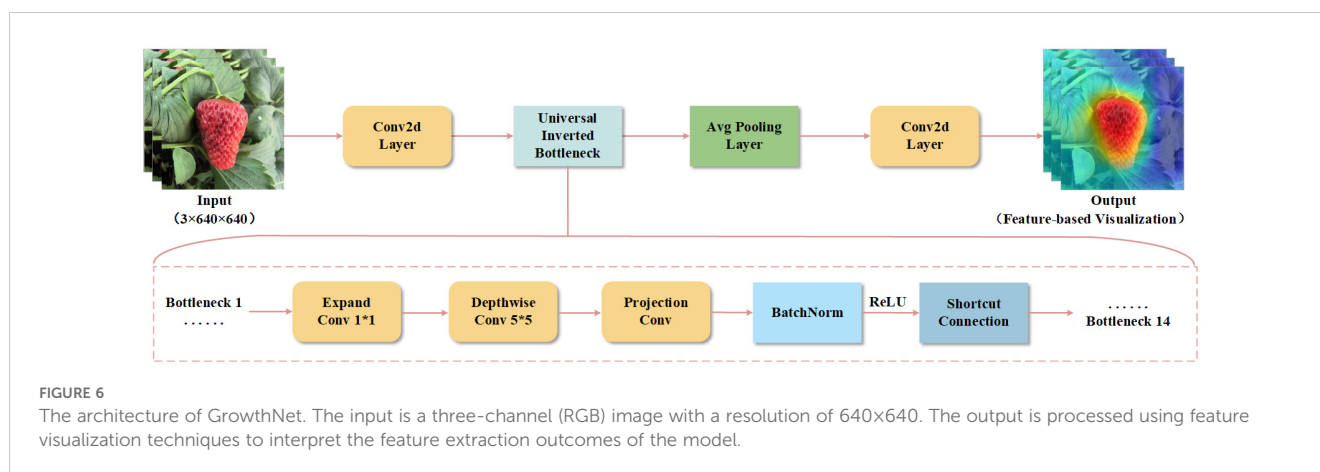 Conv2d
Layer
Universal
Inverted
Bottleneck
Avg Pooling
Layer
Conv2d
Layer
Input
（3×640×640）
Output
（Feature-based Visualization）
Bottleneck 1
......
Expand
Conv 1*1
Depthwise
Conv 5*5
Projection
Conv
BatchNorm
ReLU
Shortcut
Connection
......
Bottleneck 14
FIGURE 6
The architecture of GrowthNet. The input is a three-channel (RGB) image with a resolution of 640×640. The output is processed using feature
visualization techniques to interpret the feature extraction outcomes of the model.